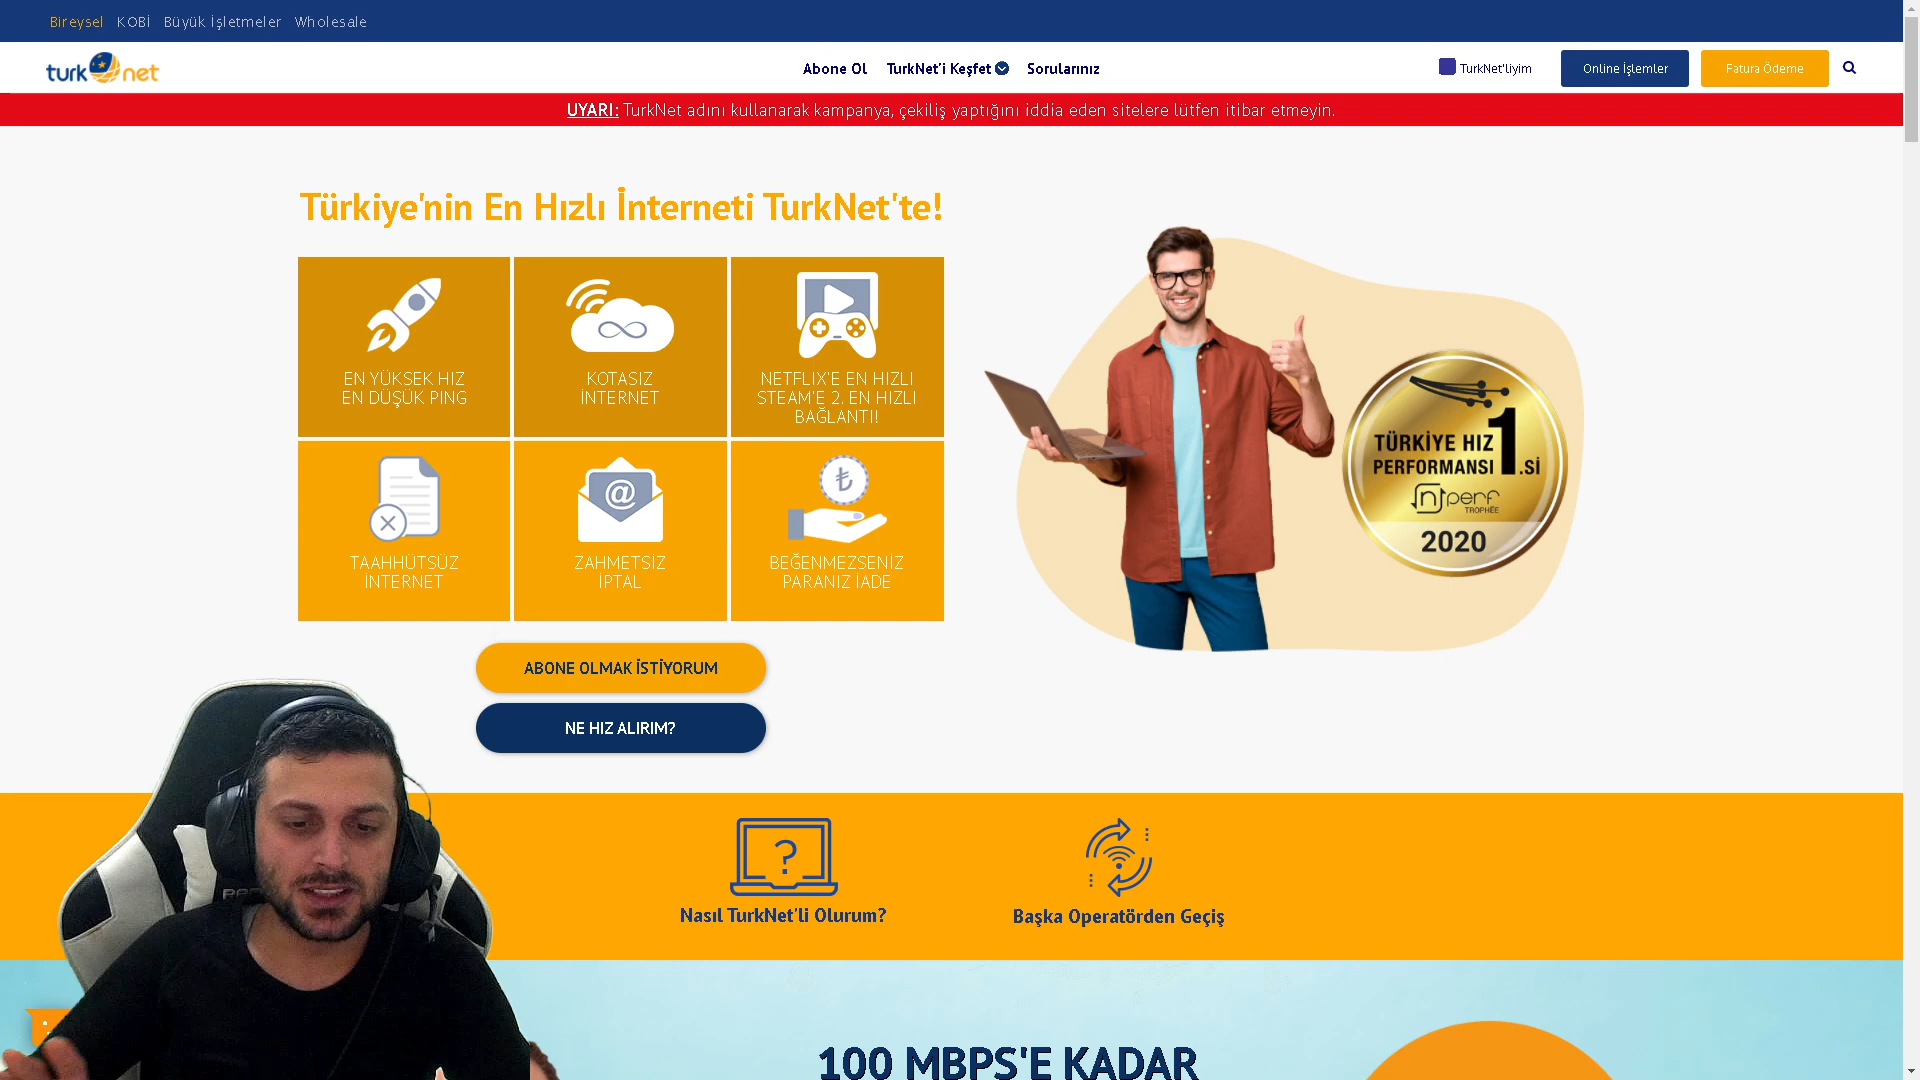 Bireysel KOBİ Büyük İşletmeler Wholesale
turk net
Abone Ol TurkNet'i Keşfet Sorularınız
TurkNet'liyim
Online İşlemler
Fatura Ödeme
UYARI: TurkNet adını kullanarak kampanya, çekiliş yaptığını iddia eden sitelere lütfen itibar etmeyin.
Türkiye'nin En Hızlı İnterneti TurkNet'te!
EN YÜKSEK HIZ
EN DÜŞÜK PING
KOTASIZ
İNTERNET
NETFLIX'E EN HIZLI
STEAM'E 2. EN HIZLI
BAĞLANTI!
TAAHHÜTSÜZ
İNTERNET
ZAHMETSİZ
İPTAL
BEĞENMEZSENİZ
PARANIZ İADE
TÜRKİYE HIZ
PERFORMANSI 1.Sİ
nperf
TROPHÉE
2020
ABONE OLMAK İSTİYORUM
NE HIZ ALIRIM?
Nasıl TurkNet'li Olurum?
Başka Operatörden Geçiş
100 MBPS'E KADAR